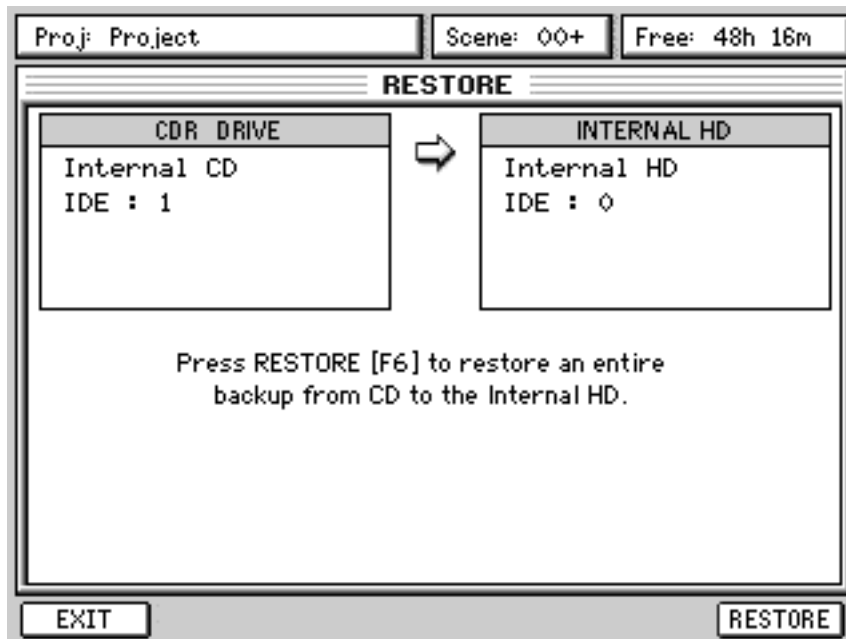 Proj: Project
Scene: 00+
Free: 48h 16m
RESTORE
CDR DRIVE
Internal CD
IDE : 1
INTERNAL HD
Internal HD
IDE : 0
Press RESTORE [F6] to restore an entire
backup from CD to the Internal HD.
EXIT
RESTORE